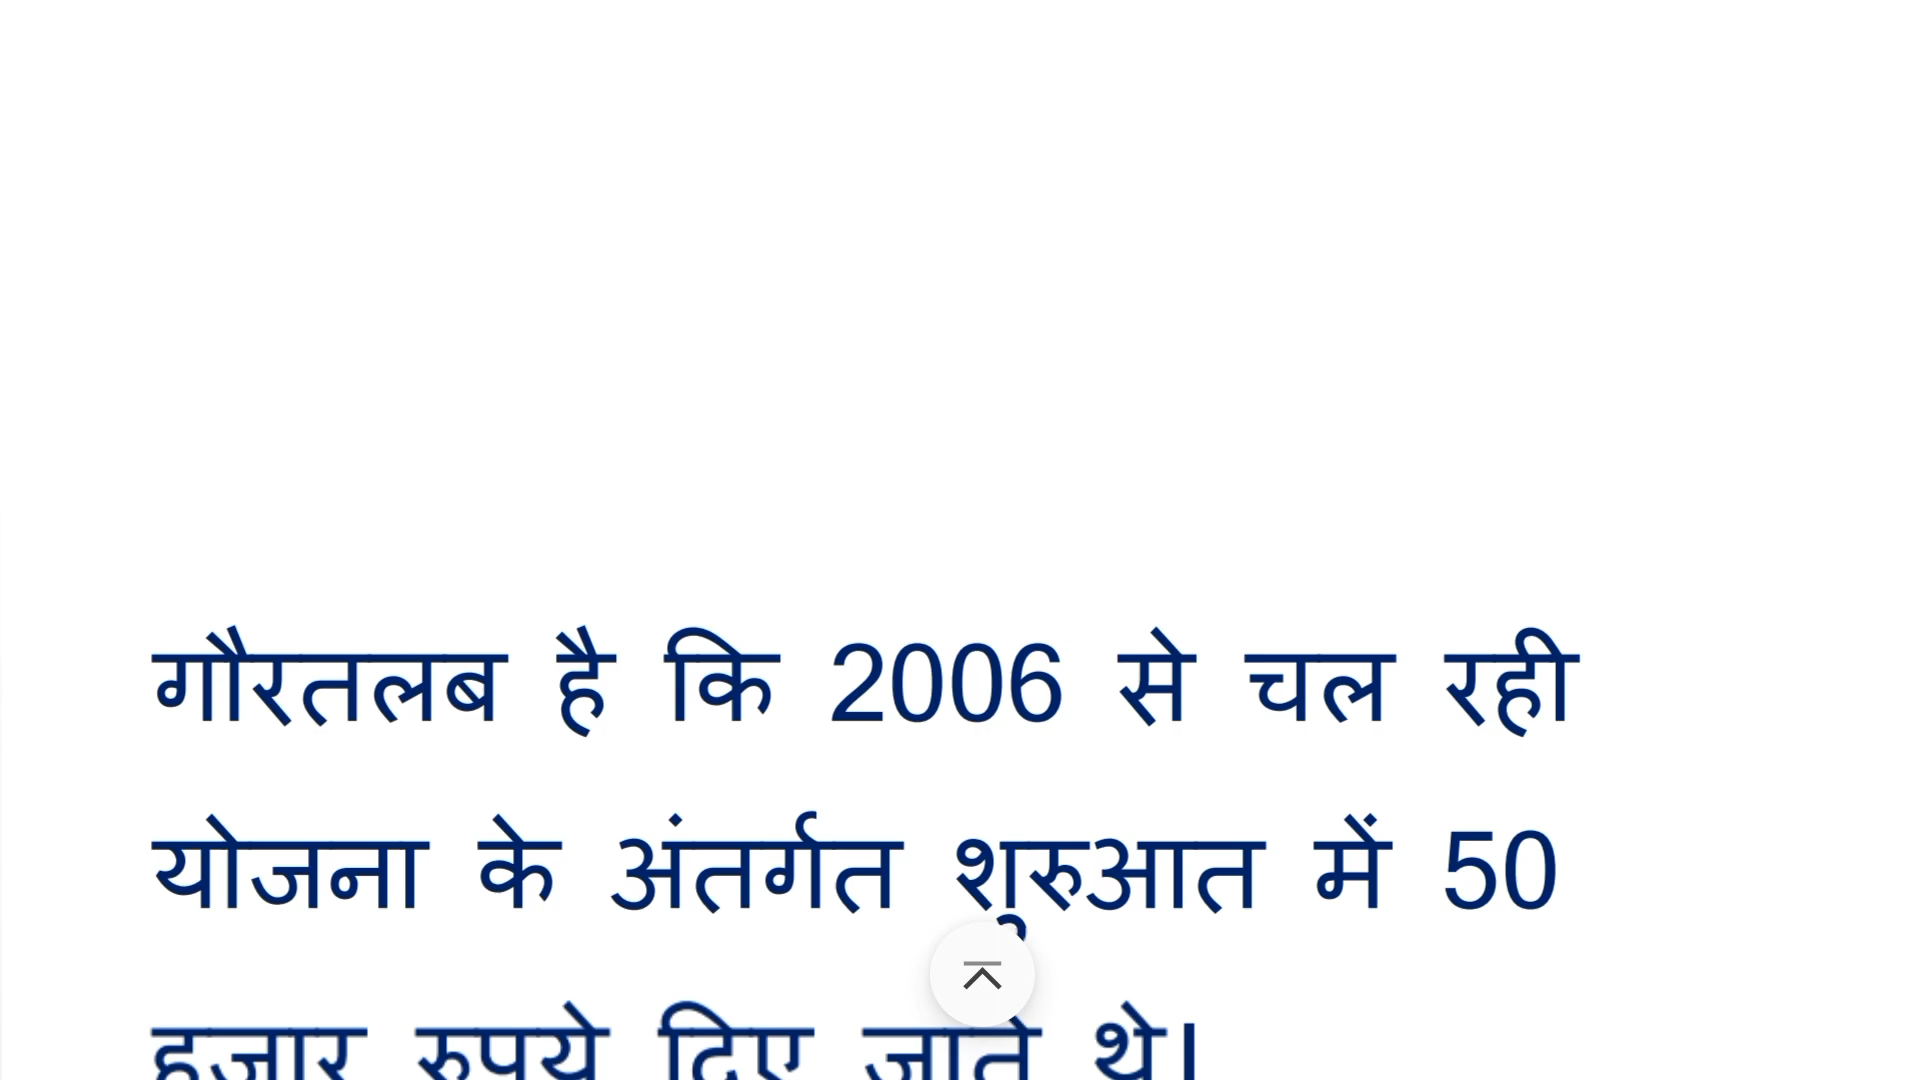 गौरतलब है कि 2006 से चल रही
योजना के अंतर्गत शुरुआत में 50
हजार रुपये दिए जाते थे।